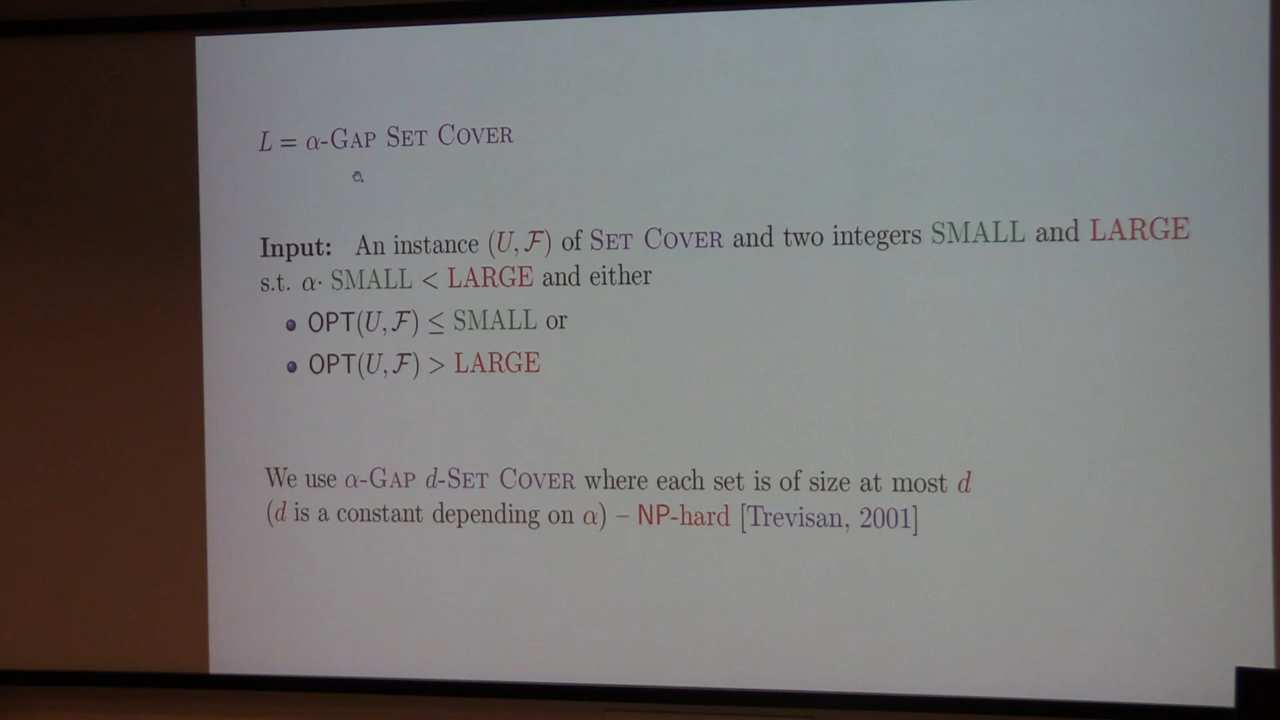 L = α-Gap Set Cover
Input: An instance (U, F) of Set Cover and two integers SMALL and LARGE
s.t. α· SMALL < LARGE and either
• OPT(U, F) ≤ SMALL or
• OPT(U, F) > LARGE
We use α-Gap d-Set Cover where each set is of size at most d
(d is a constant depending on α) – NP-hard [Trevisan, 2001]